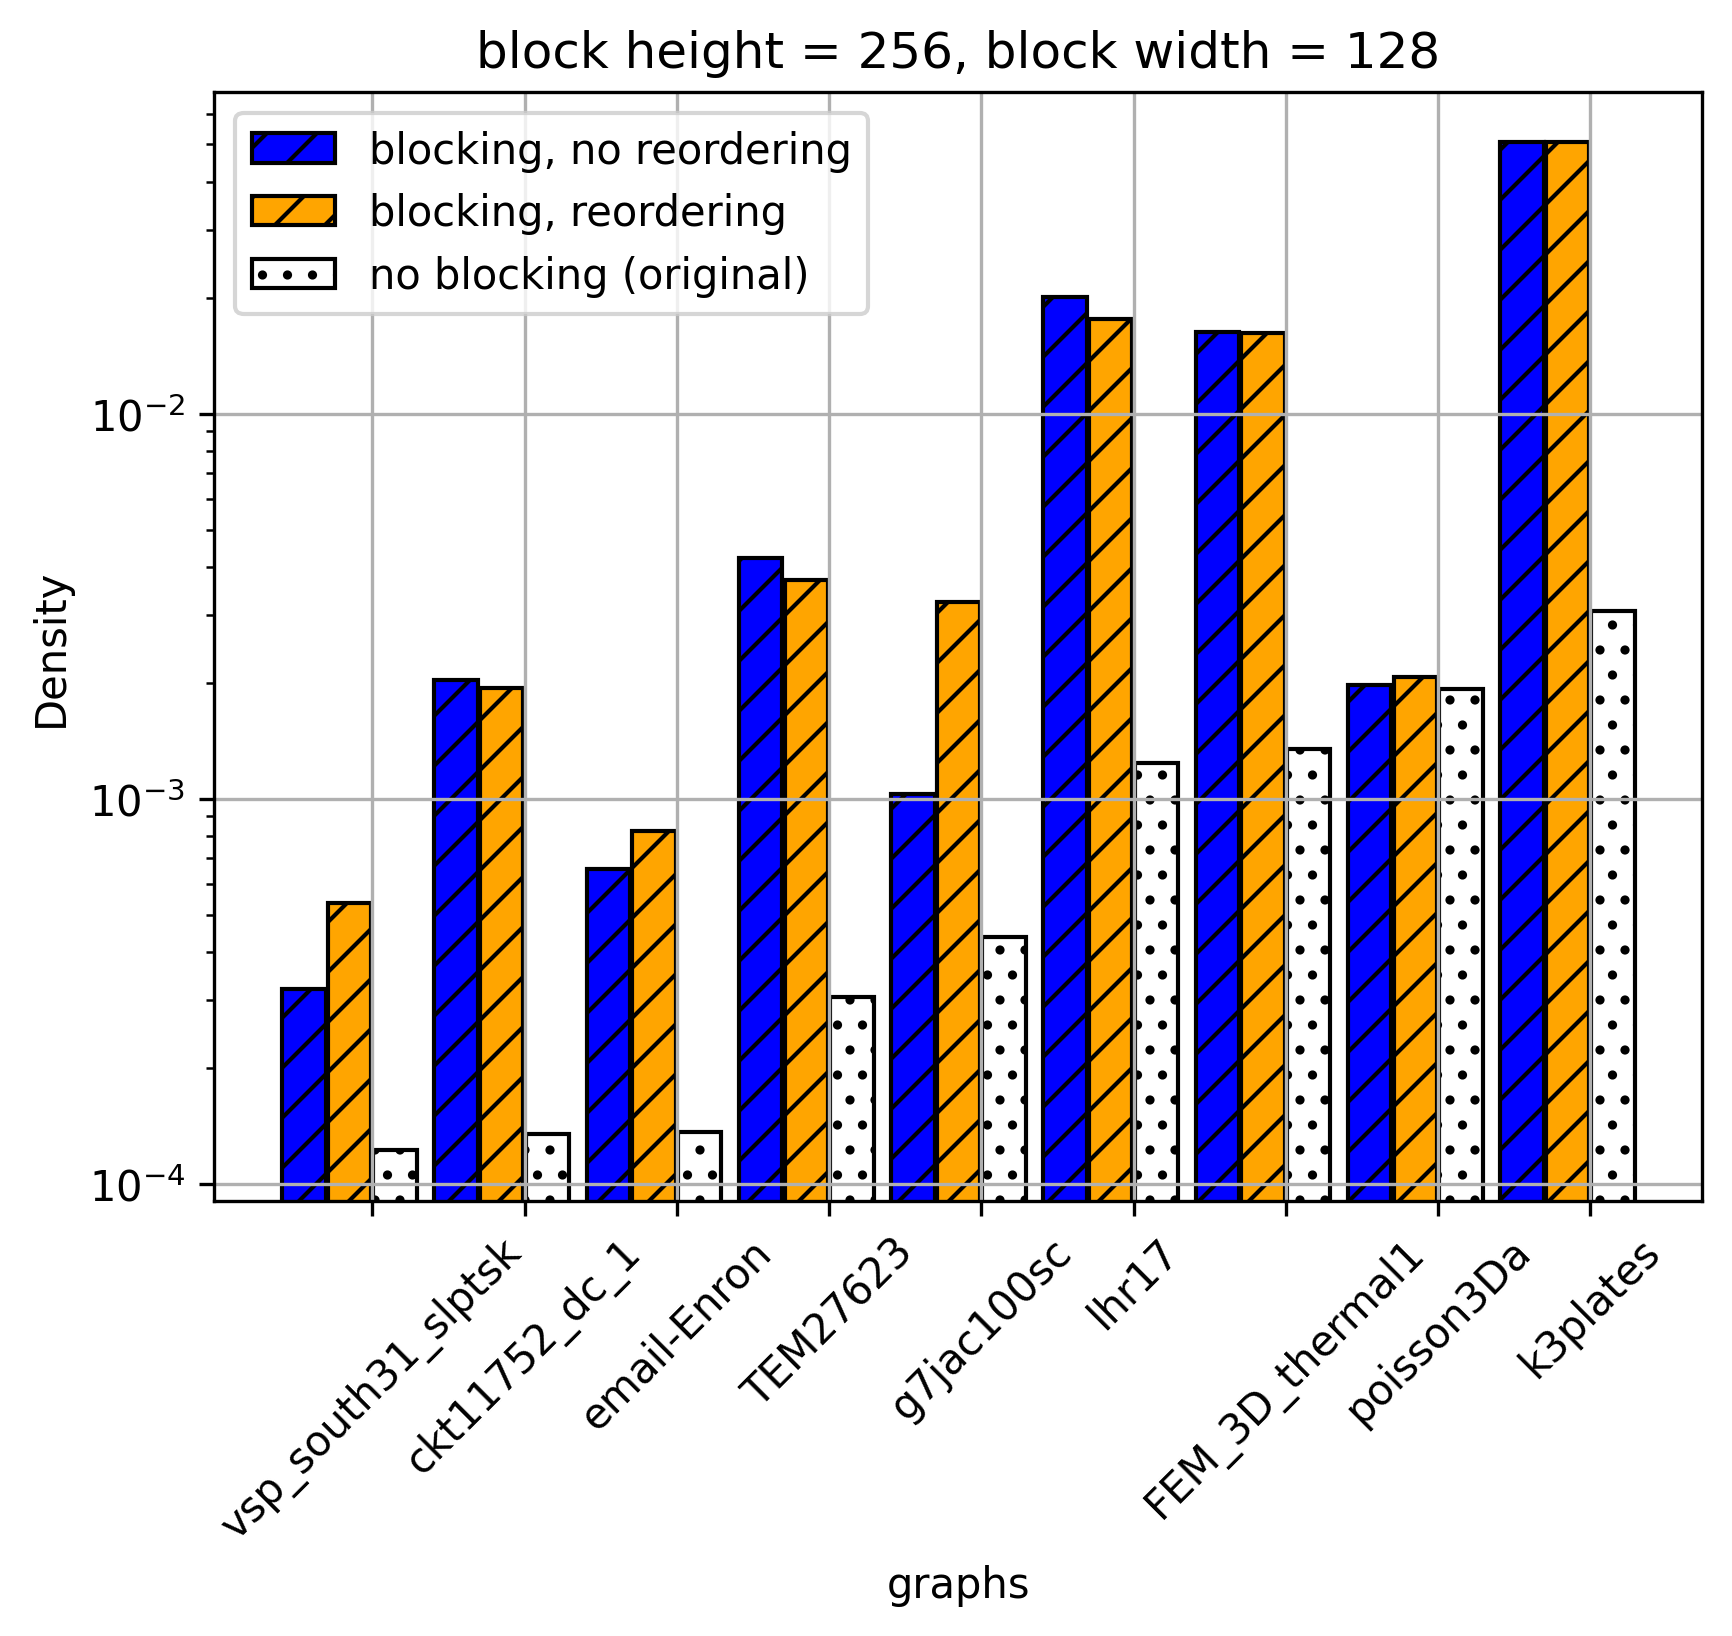 block height = 256, block width = 128
blocking, no reordering
blocking, reordering
no blocking (original)
Density
10⁻²
10⁻³
10⁻⁴
vsp_south31_slptsk
ckt11752_dc_1
email-Enron
TEM27623
g7jac100sc
lhr17
FEM_3D_thermal1
poisson3Da
k3plates
graphs